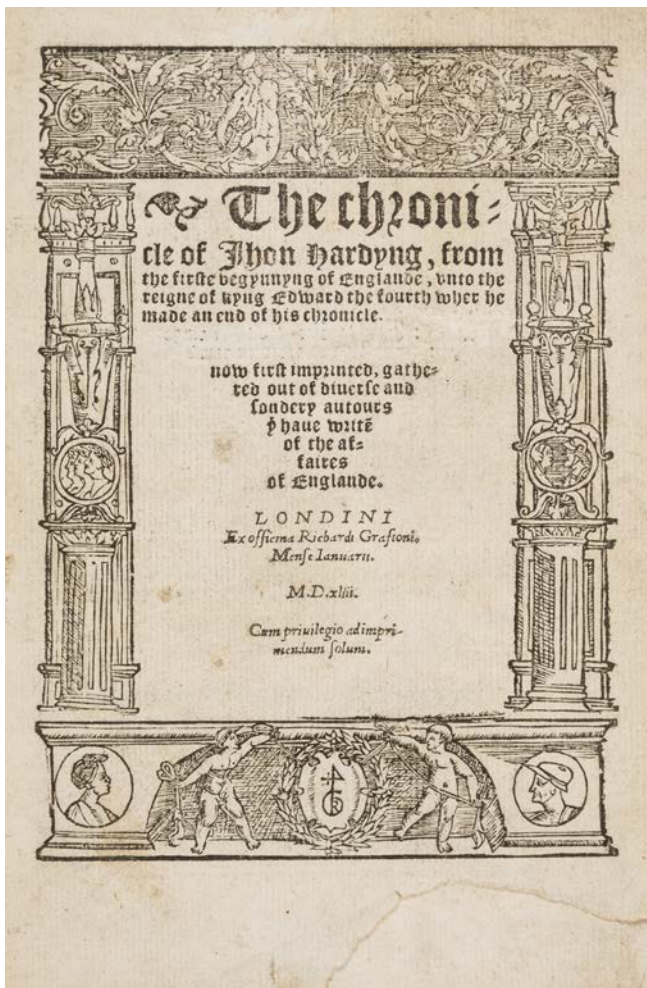 The chroni⸗
cle of Jhon Hardyng, from
the firste begynnyng of Englande, vnto the
reigne of kyng Edward the fourth wher he
made an end of his chronicle.
now first imprinted, gathe⸗
red out of diuerse and
sondery autours
yͭ haue writē
of the af⸗
faires
of Englande.
LONDINI
Ex officina Richardi Graftoni,
Mense Ianuarii.
M.D.xliii.
Cum priuilegio ad impri-
mendum solum.